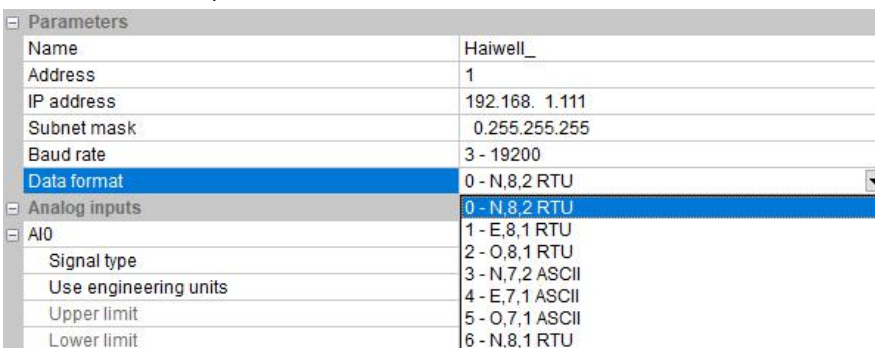 Parameters
Name Haiwell_
Address 1
IP address 192.168. 1.111
Subnet mask 0.255.255.255
Baud rate 3 - 19200
Data format 0 - N,8,2 RTU
Analog inputs 0 - N,8,2 RTU
AI0 1 - E,8,1 RTU
2 - O,8,1 RTU
Signal type
3 - N,7,2 ASCII
Use engineering units
4 - E,7,1 ASCII
Upper limit 5 - O,7,1 ASCII
Lower limit 6 - N,8,1 RTU